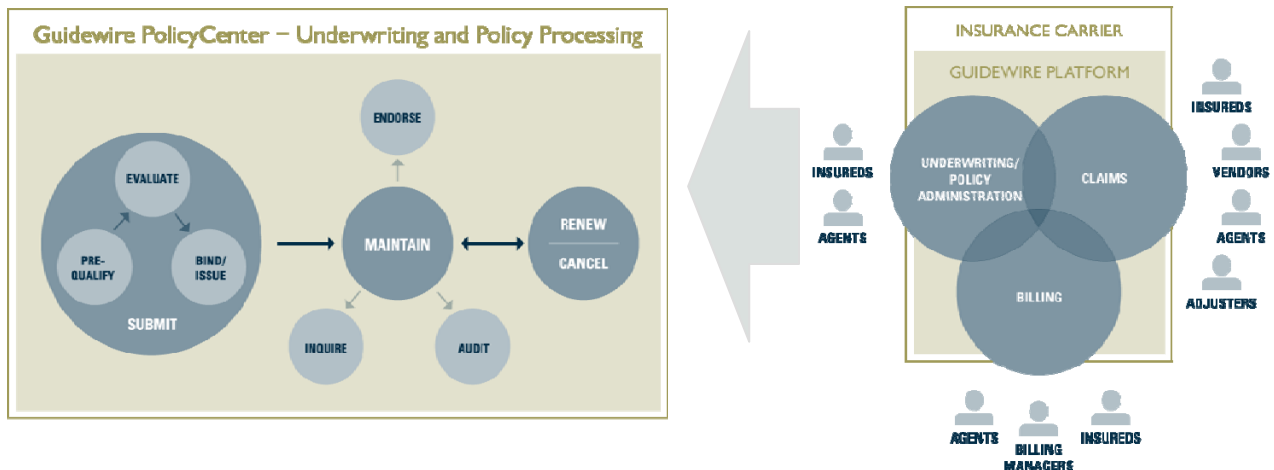 Guidewire PolicyCenter – Underwriting and Policy Processing
ENDORSE
EVALUATE
PRE-
QUALIFY
BIND/
ISSUE
SUBMIT
MAINTAIN
RENEW
CANCEL
INQUIRE
AUDIT
INSURANCE CARRIER
GUIDEWIRE PLATFORM
UNDERWRITING/
POLICY
ADMINISTRATION
CLAIMS
BILLING
INSUREDS
AGENTS
INSUREDS
VENDORS
AGENTS
ADJUSTERS
AGENTS
BILLING
MANAGERS
INSUREDS